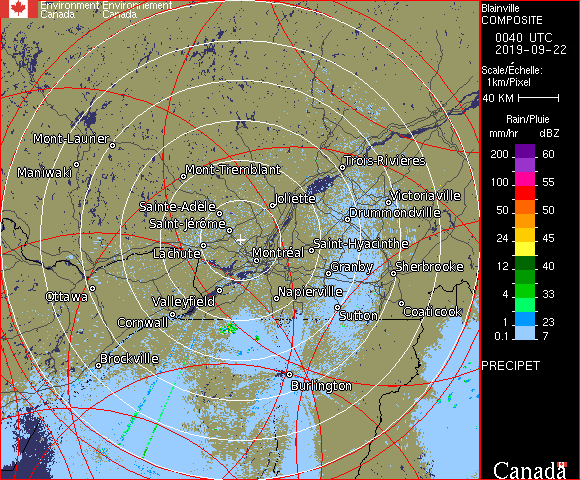 Environment Environnement
Canada Canada
Blainville
COMPOSITE
0040 UTC
2019-09-22
Scale/Échelle:
1km/Pixel
40 KM
Rain/Pluie
mm/hr dBZ
200 60
100 55
50 50
24 45
12 40
4 33
1 23
0.1 7
PRECIPET
Canada
Mont-Laurier
Maniwaki
Mont-Tremblant
Trois-Rivières
Sainte-Adèle
Joliette
Victoriaville
Saint-Jérôme
Drummondville
Lachute
Montréal
Saint-Hyacinthe
Granby
Sherbrooke
Ottawa
Valleyfield
Napierville
Coaticook
Cornwall
Sutton
Brockville
Burlington